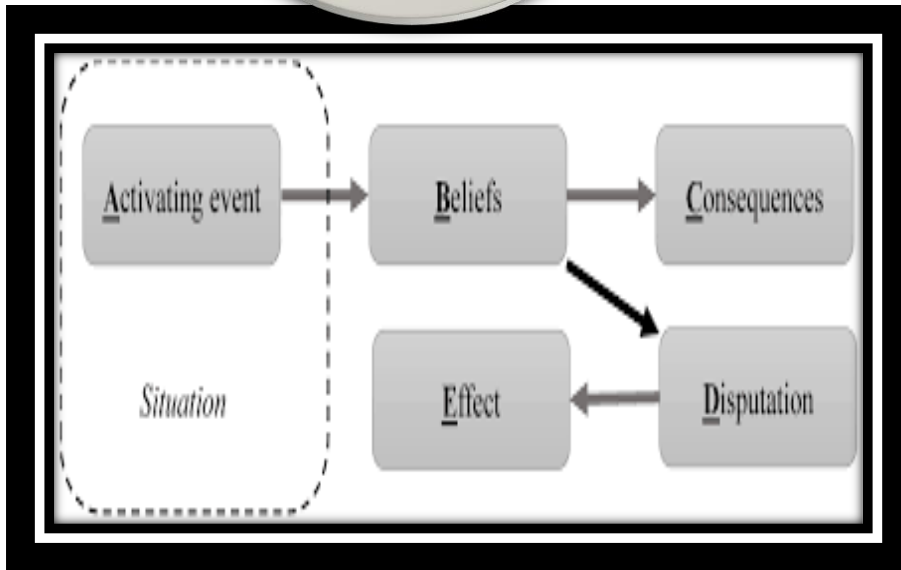 Activating event
Beliefs
Consequences
Situation
Effect
Disputation